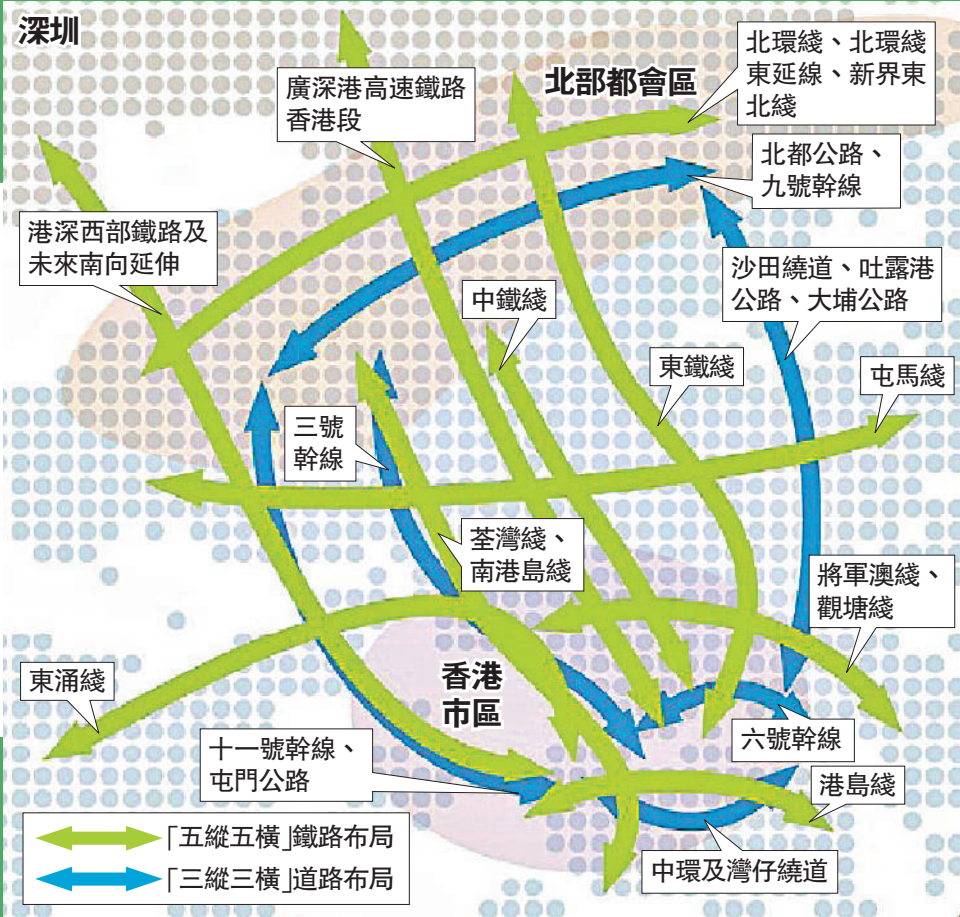 深圳
北部都會區
北環綫、北環綫
東延線、新界東
北綫
廣深港高速鐵路
香港段
北都公路、
九號幹線
港深西部鐵路及
未來南向延伸
沙田繞道、吐露港
公路、大埔公路
中鐵綫
東鐵綫
屯馬綫
三號
幹線
荃灣綫、
南港島綫
將軍澳綫、
觀塘綫
東涌綫
香港
市區
六號幹線
十一號幹線、
屯門公路
港島綫
中環及灣仔繞道
「五縱五橫」鐵路布局
「三縱三橫」道路布局